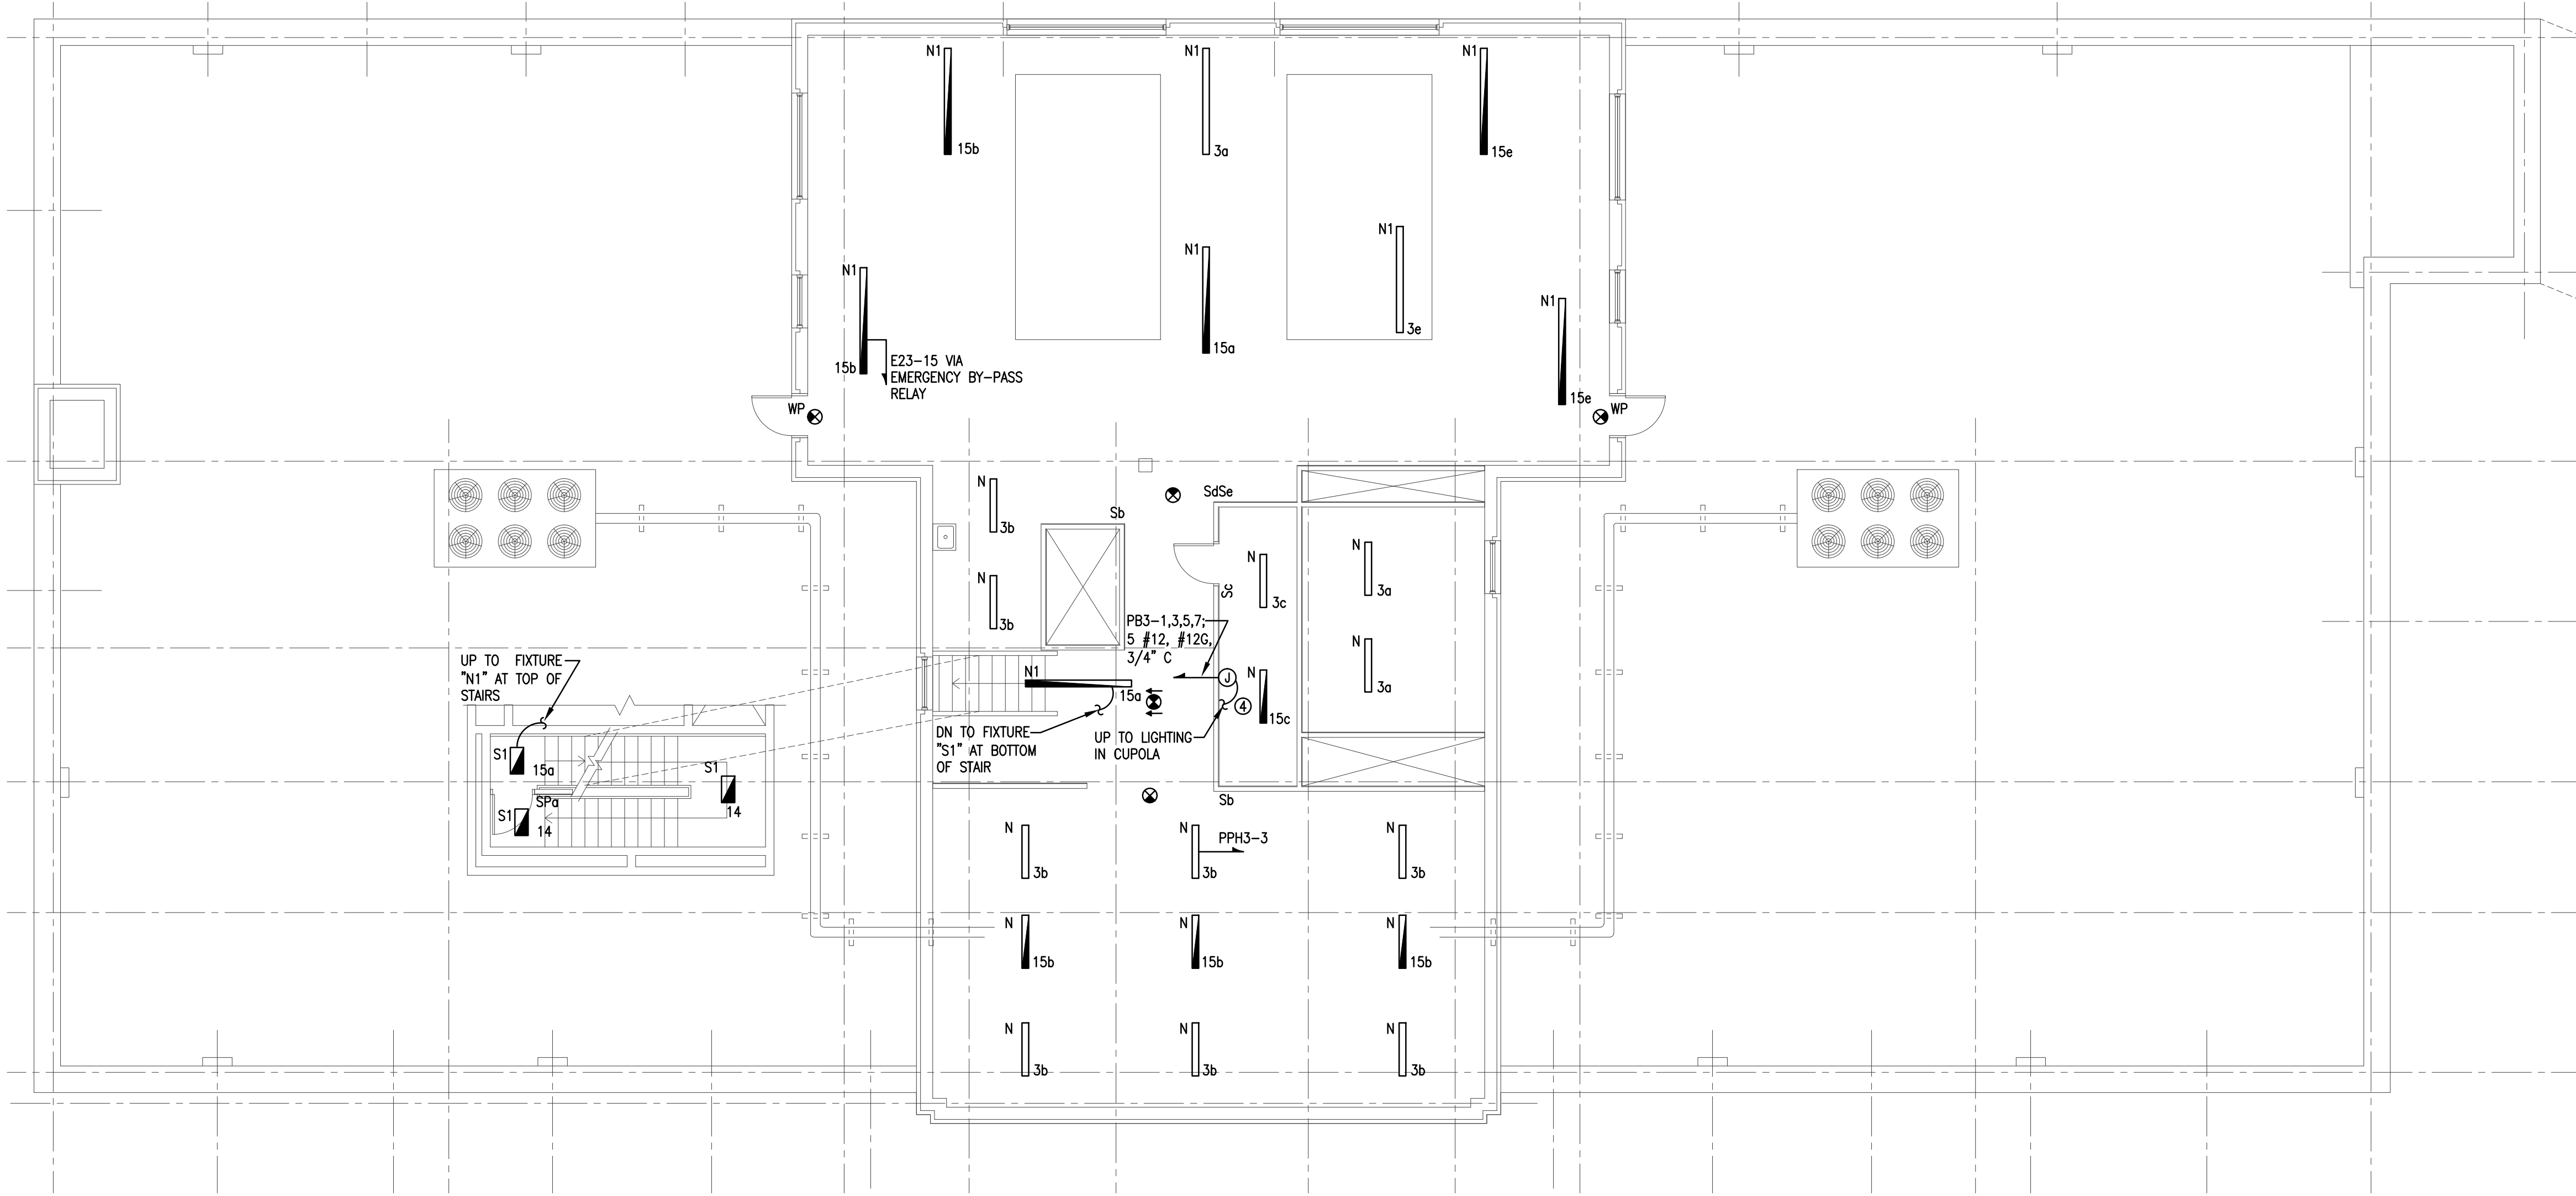 N1
15b
N1
3a
N1
15e
N1
3e
N1
15a
N1
15b
N1
15e
E23-15 VIA
EMERGENCY BY-PASS
RELAY
WP
WP
N
3b
Sb
SdSe
N
3b
N
3c
N
3a
Sc
PB3-1,3,5,7;
5 #12, #12G,
3/4" C
N
3a
UP TO FIXTURE
"N1" AT TOP OF
STAIRS
N1
15a
J
4
N
15c
DN TO FIXTURE
"S1" AT BOTTOM
OF STAIR
UP TO LIGHTING
IN CUPOLA
S1
15a
S1
14
SPa
S1
14
Sb
N
3b
N
3b
PPH3-3
N
3b
N
15b
N
15b
N
15b
N
3b
N
3b
N
3b